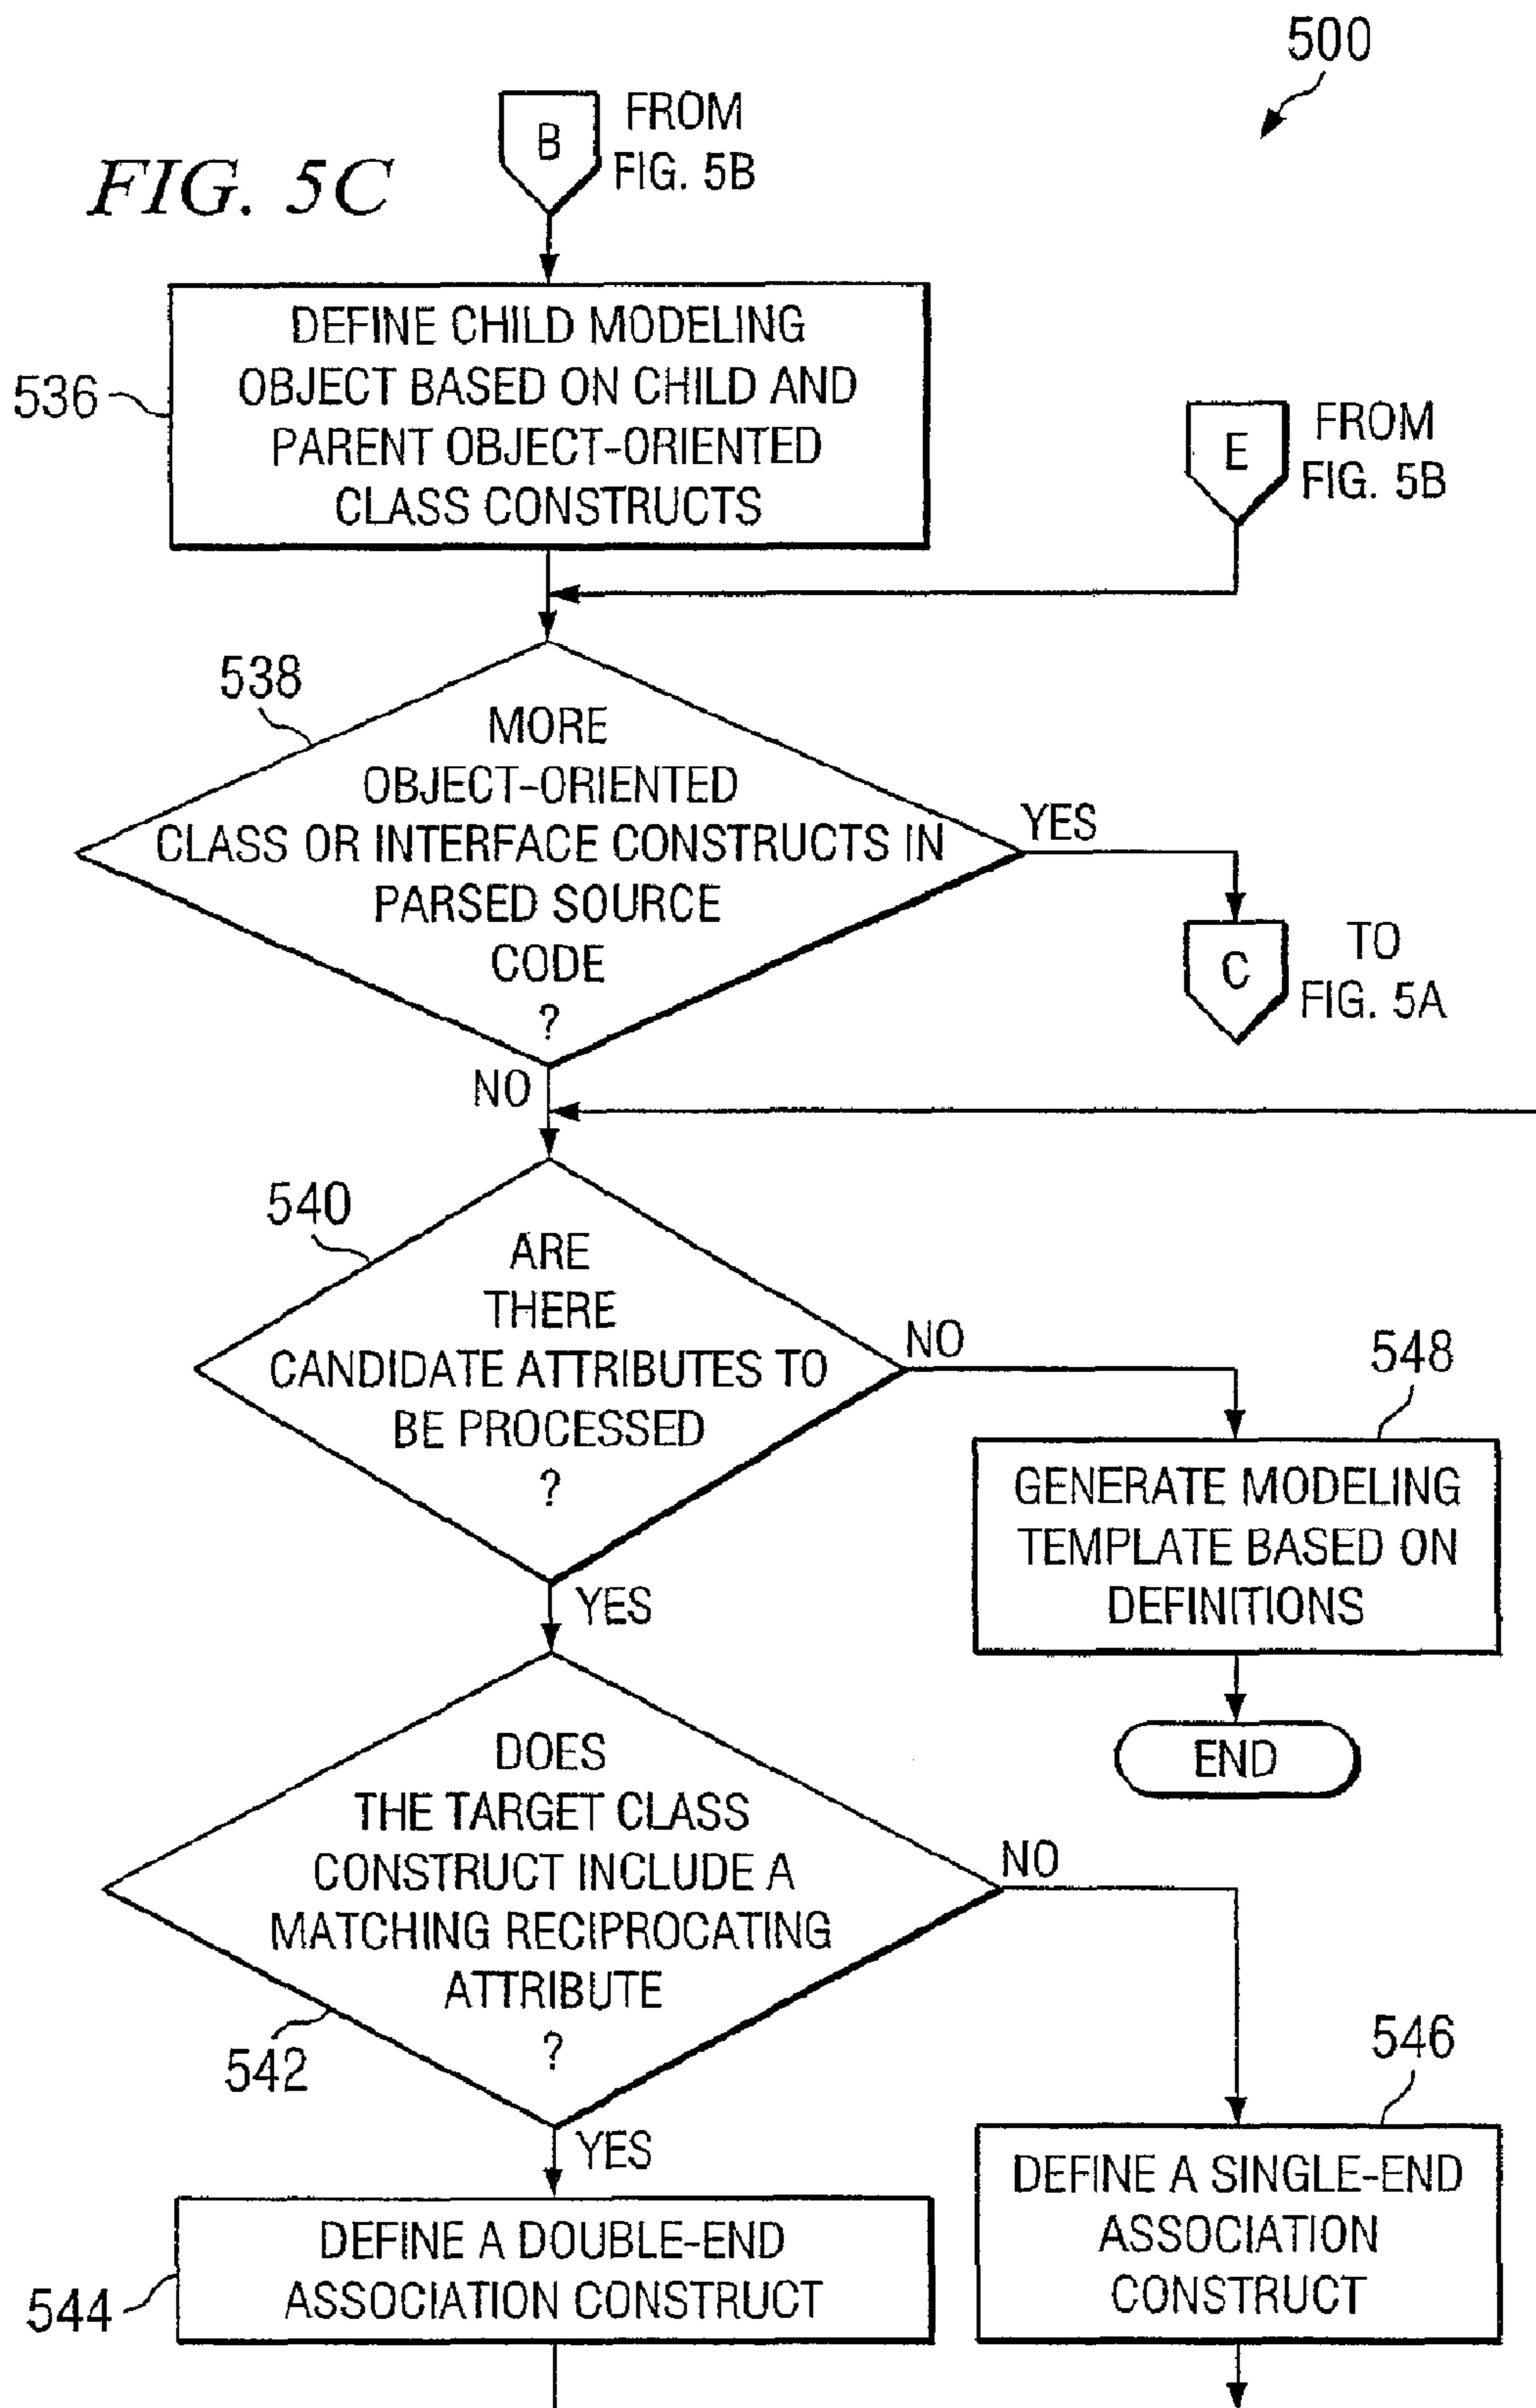 500
FIG. 5C
B
FROM
FIG. 5B
536
DEFINE CHILD MODELING
OBJECT BASED ON CHILD AND
PARENT OBJECT-ORIENTED
CLASS CONSTRUCTS
E
FROM
FIG. 5B
538
MORE
OBJECT-ORIENTED
CLASS OR INTERFACE CONSTRUCTS IN
PARSED SOURCE
CODE
?
YES
C
TO
FIG. 5A
NO
540
ARE
THERE
CANDIDATE ATTRIBUTES TO
BE PROCESSED
?
NO
548
GENERATE MODELING
TEMPLATE BASED ON
DEFINITIONS
END
YES
DOES
THE TARGET CLASS
CONSTRUCT INCLUDE A
MATCHING RECIPROCATING
ATTRIBUTE
?
542
NO
546
DEFINE A SINGLE-END
ASSOCIATION
CONSTRUCT
YES
544
DEFINE A DOUBLE-END
ASSOCIATION CONSTRUCT